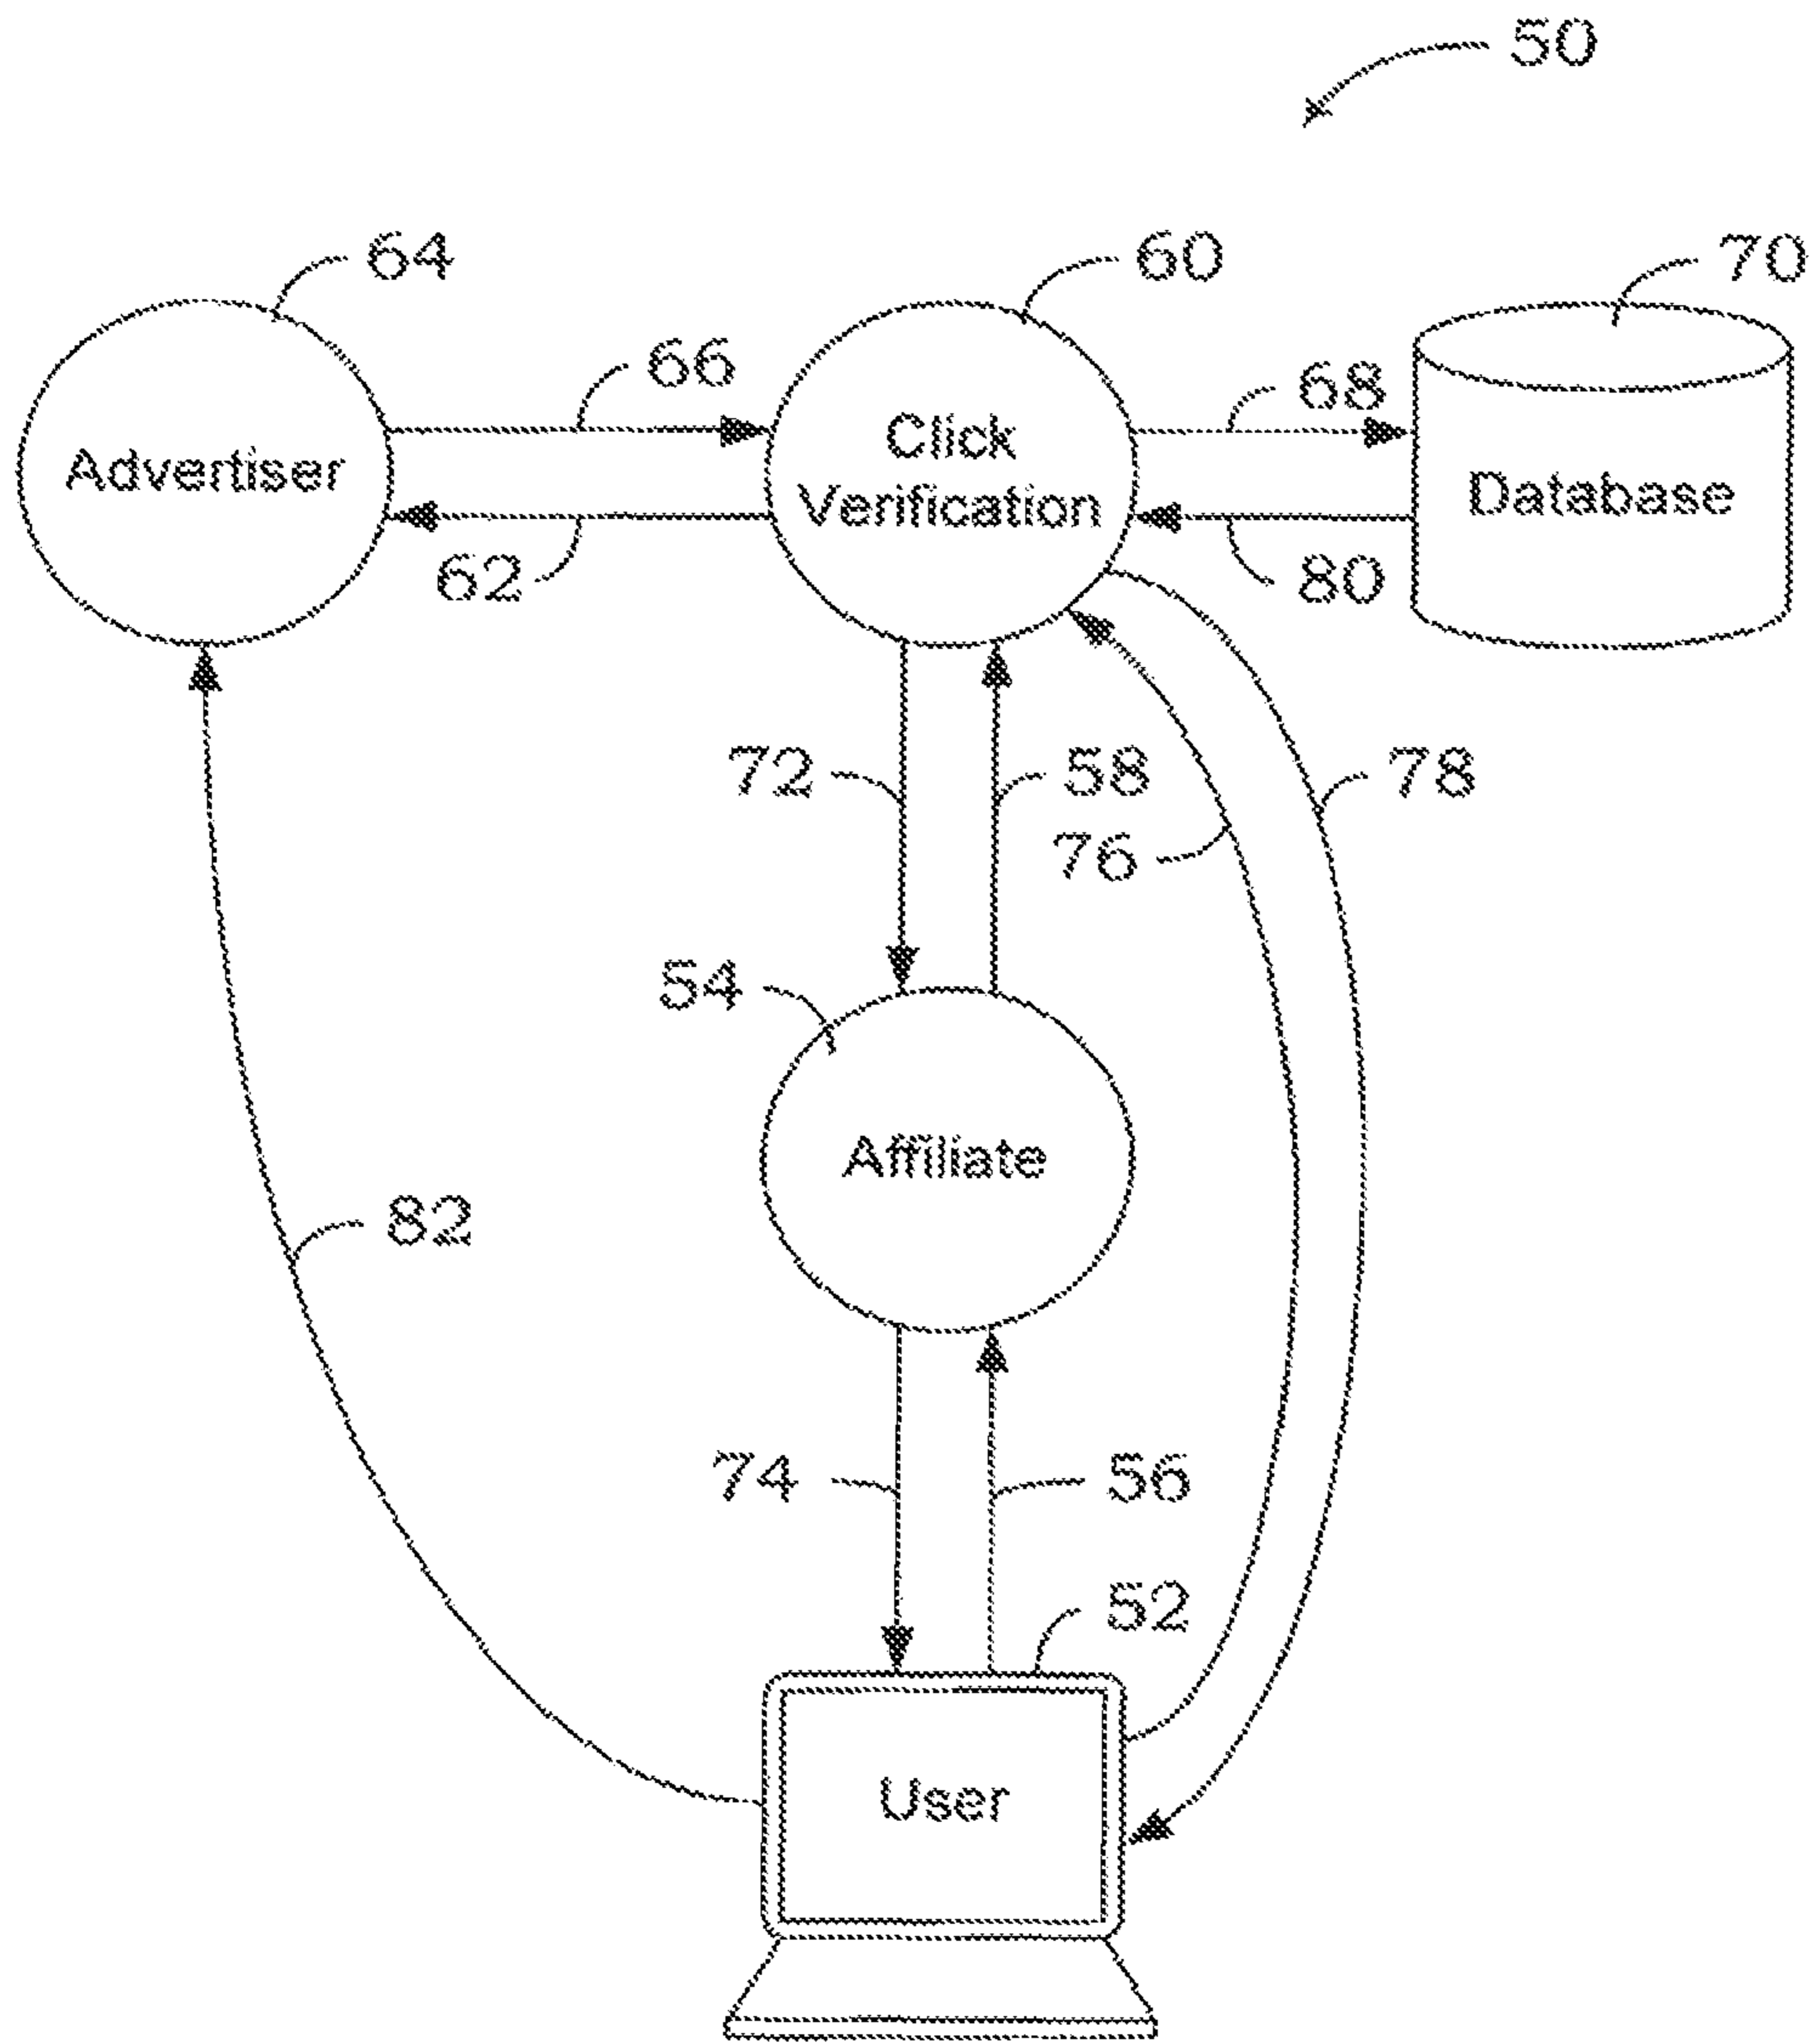 50
64
60
70
66
68
Advertiser
Click
Verification
Database
62
80
72
58
78
76
54
Affiliate
82
74
56
52
User